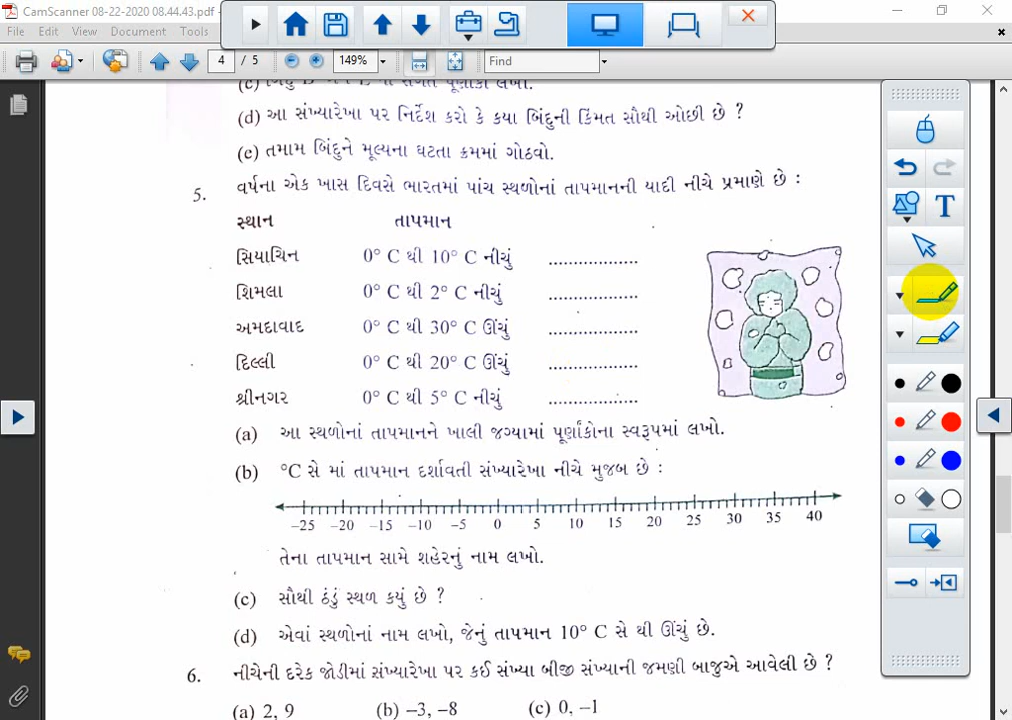 CamScanner 08-22-2020 08.44.43.pdf -
File Edit View Document Tools
4 / 5 149% Find
(d) આ સંખ્યારેખા પર નિર્દેશ કરો કે કયા બિંદુની કિંમત સૌથી ઓછી છે ?
(e) તમામ બિંદુને મૂલ્યના ઘટતા ક્રમમાં ગોઠવો.
5. વર્ષના એક ખાસ દિવસે ભારતમાં પાંચ સ્થળોનાં તાપમાનની યાદી નીચે પ્રમાણે છે :
સ્થાન તાપમાન
સિયાચિન 0° C થી 10° C નીચું ..................
શિમલા 0° C થી 2° C નીચું ..................
અમદાવાદ 0° C થી 30° C ઊંચું ..................
દિલ્લી 0° C થી 20° C ઊંચું ..................
શ્રીનગર 0° C થી 5° C નીચું ..................
(a) આ સ્થળોનાં તાપમાનને ખાલી જગ્યામાં પૂર્ણાંકોના સ્વરૂપમાં લખો.
(b) °C સે માં તાપમાન દર્શાવતી સંખ્યારેખા નીચે મુજબ છે :
−25 −20 −15 −10 −5 0 5 10 15 20 25 30 35 40
તેના તાપમાન સામે શહેરનું નામ લખો.
(c) સૌથી ઠંડું સ્થળ કયું છે ?
(d) એવાં સ્થળોનાં નામ લખો, જેનું તાપમાન 10° C સે થી ઊંચું છે.
6. નીચેની દરેક જોડીમાં સંખ્યારેખા પર કઈ સંખ્યા બીજી સંખ્યાની જમણી બાજુએ આવેલી છે ?
(a) 2, 9 (b) −3, −8 (c) 0, −1
T